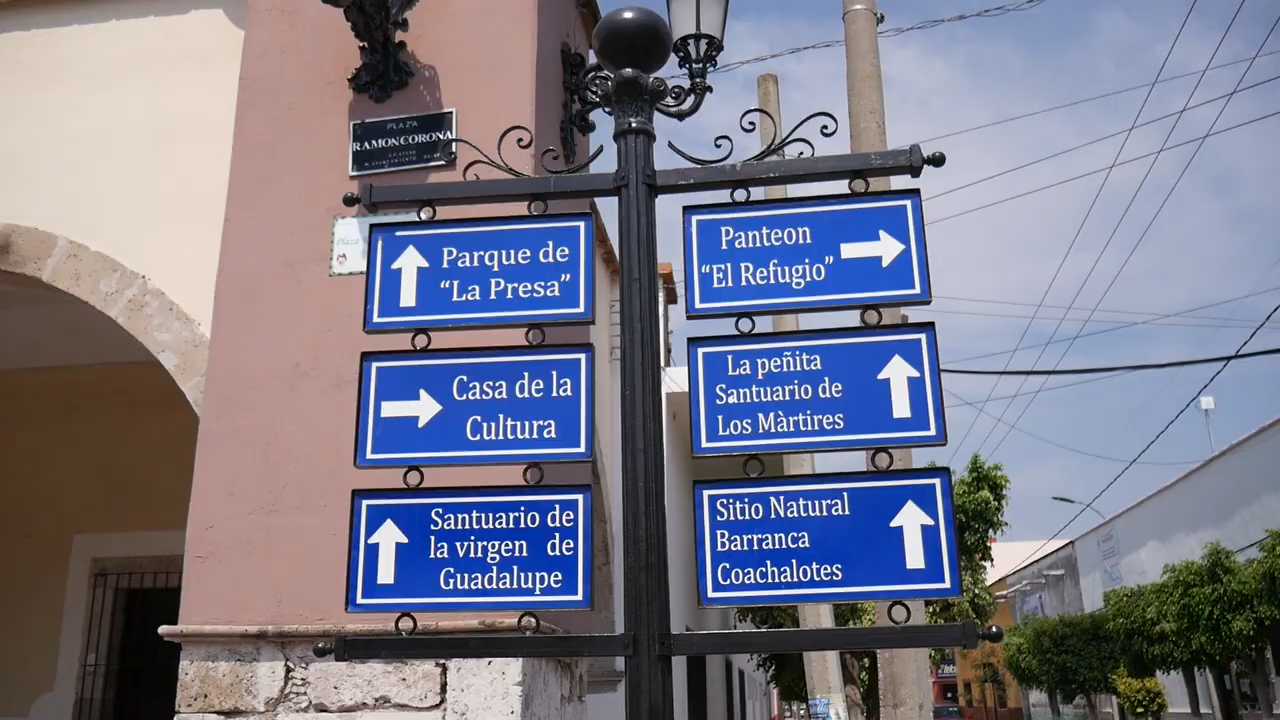 PLAZA
RAMON CORONA
Plaza
Parque de
“La Presa”
Casa de la
Cultura
Santuario de
la virgen de
Guadalupe
Panteon
“El Refugio”
La peñita
Santuario de
Los Màrtires
Sitio Natural
Barranca
Coachalotes